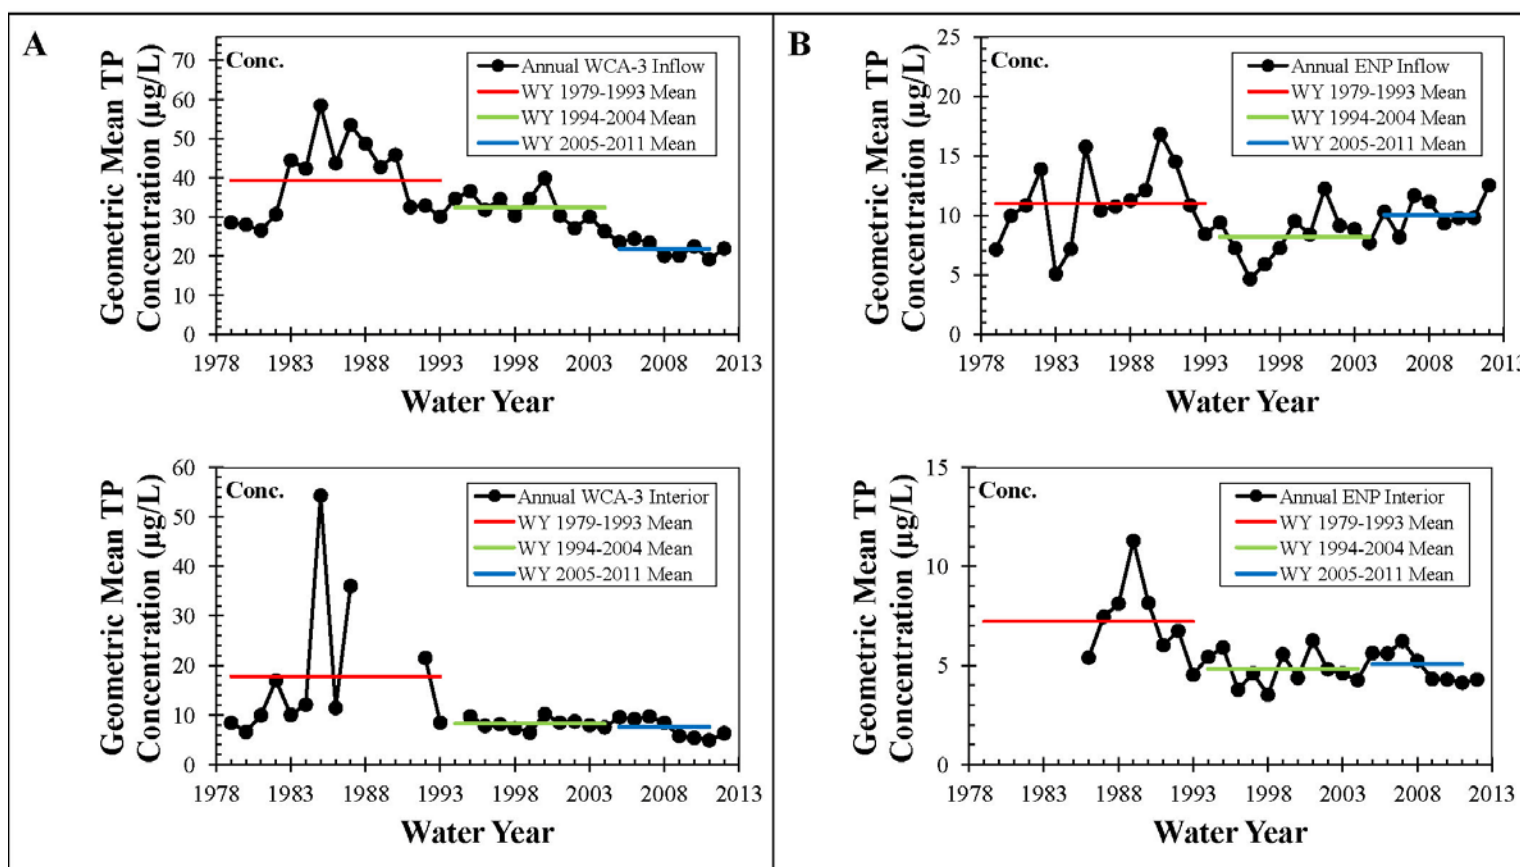 A
Geometric Mean TP
Concentration (µg/L)
70
60
50
40
30
20
10
0
Conc.
Annual WCA-3 Inflow
WY 1979-1993 Mean
WY 1994-2004 Mean
WY 2005-2011 Mean
1978 1983 1988 1993 1998 2003 2008 2013
Water Year
Geometric Mean TP
Concentration (µg/L)
60
50
40
30
20
10
0
Conc.
Annual WCA-3 Interior
WY 1979-1993 Mean
WY 1994-2004 Mean
WY 2005-2011 Mean
1978 1983 1988 1993 1998 2003 2008 2013
Water Year
B
Geometric Mean TP
Concentration (µg/L)
25
20
15
10
5
0
Conc.
Annual ENP Inflow
WY 1979-1993 Mean
WY 1994-2004 Mean
WY 2005-2011 Mean
1978 1983 1988 1993 1998 2003 2008 2013
Water Year
Geometric Mean TP
Concentration (µg/L)
15
10
5
0
Conc.
Annual ENP Interior
WY 1979-1993 Mean
WY 1994-2004 Mean
WY 2005-2011 Mean
1978 1983 1988 1993 1998 2003 2008 2013
Water Year